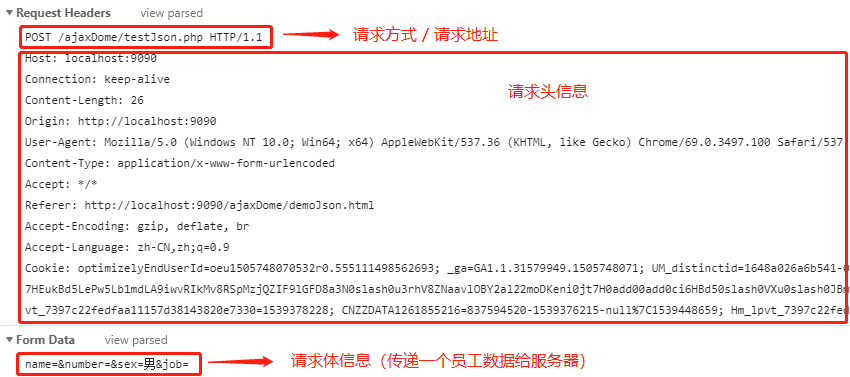 Request Headers view parsed
POST /ajaxDome/testJson.php HTTP/1.1
请求方式 / 请求地址
Host: localhost:9090
Connection: keep-alive
请求头信息
Content-Length: 26
Origin: http://localhost:9090
User-Agent: Mozilla/5.0 (Windows NT 10.0; Win64; x64) AppleWebKit/537.36 (KHTML, like Gecko) Chrome/69.0.3497.100 Safari/537
Content-Type: application/x-www-form-urlencoded
Accept: */*
Referer: http://localhost:9090/ajaxDome/demoJson.html
Accept-Encoding: gzip, deflate, br
Accept-Language: zh-CN,zh;q=0.9
Cookie: optimizelyEndUserId=oeu1505748070532r0.555111498562693; _ga=GA1.1.31579949.1505748071; UM_distinctid=1648a026a6b541-0
7HEukBd5LePw5Lb1mdLA9iwvRIkMv8RSpMzjQZIF9lGFD8a3N0slash0u3rhV8ZNaavlOBY2al22moDKeni0jt7H0add00add0ci6HBd50slash0VXu0slash0JBm
vt_7397c22fedfaa11157d38143820e7330=1539378228; CNZZDATA1261855216=837594520-1539376215-null%7C1539448659; Hm_lpvt_7397c22fed
Form Data view parsed
name=&number=&sex=男&job=
请求体信息（传递一个员工数据给服务器）